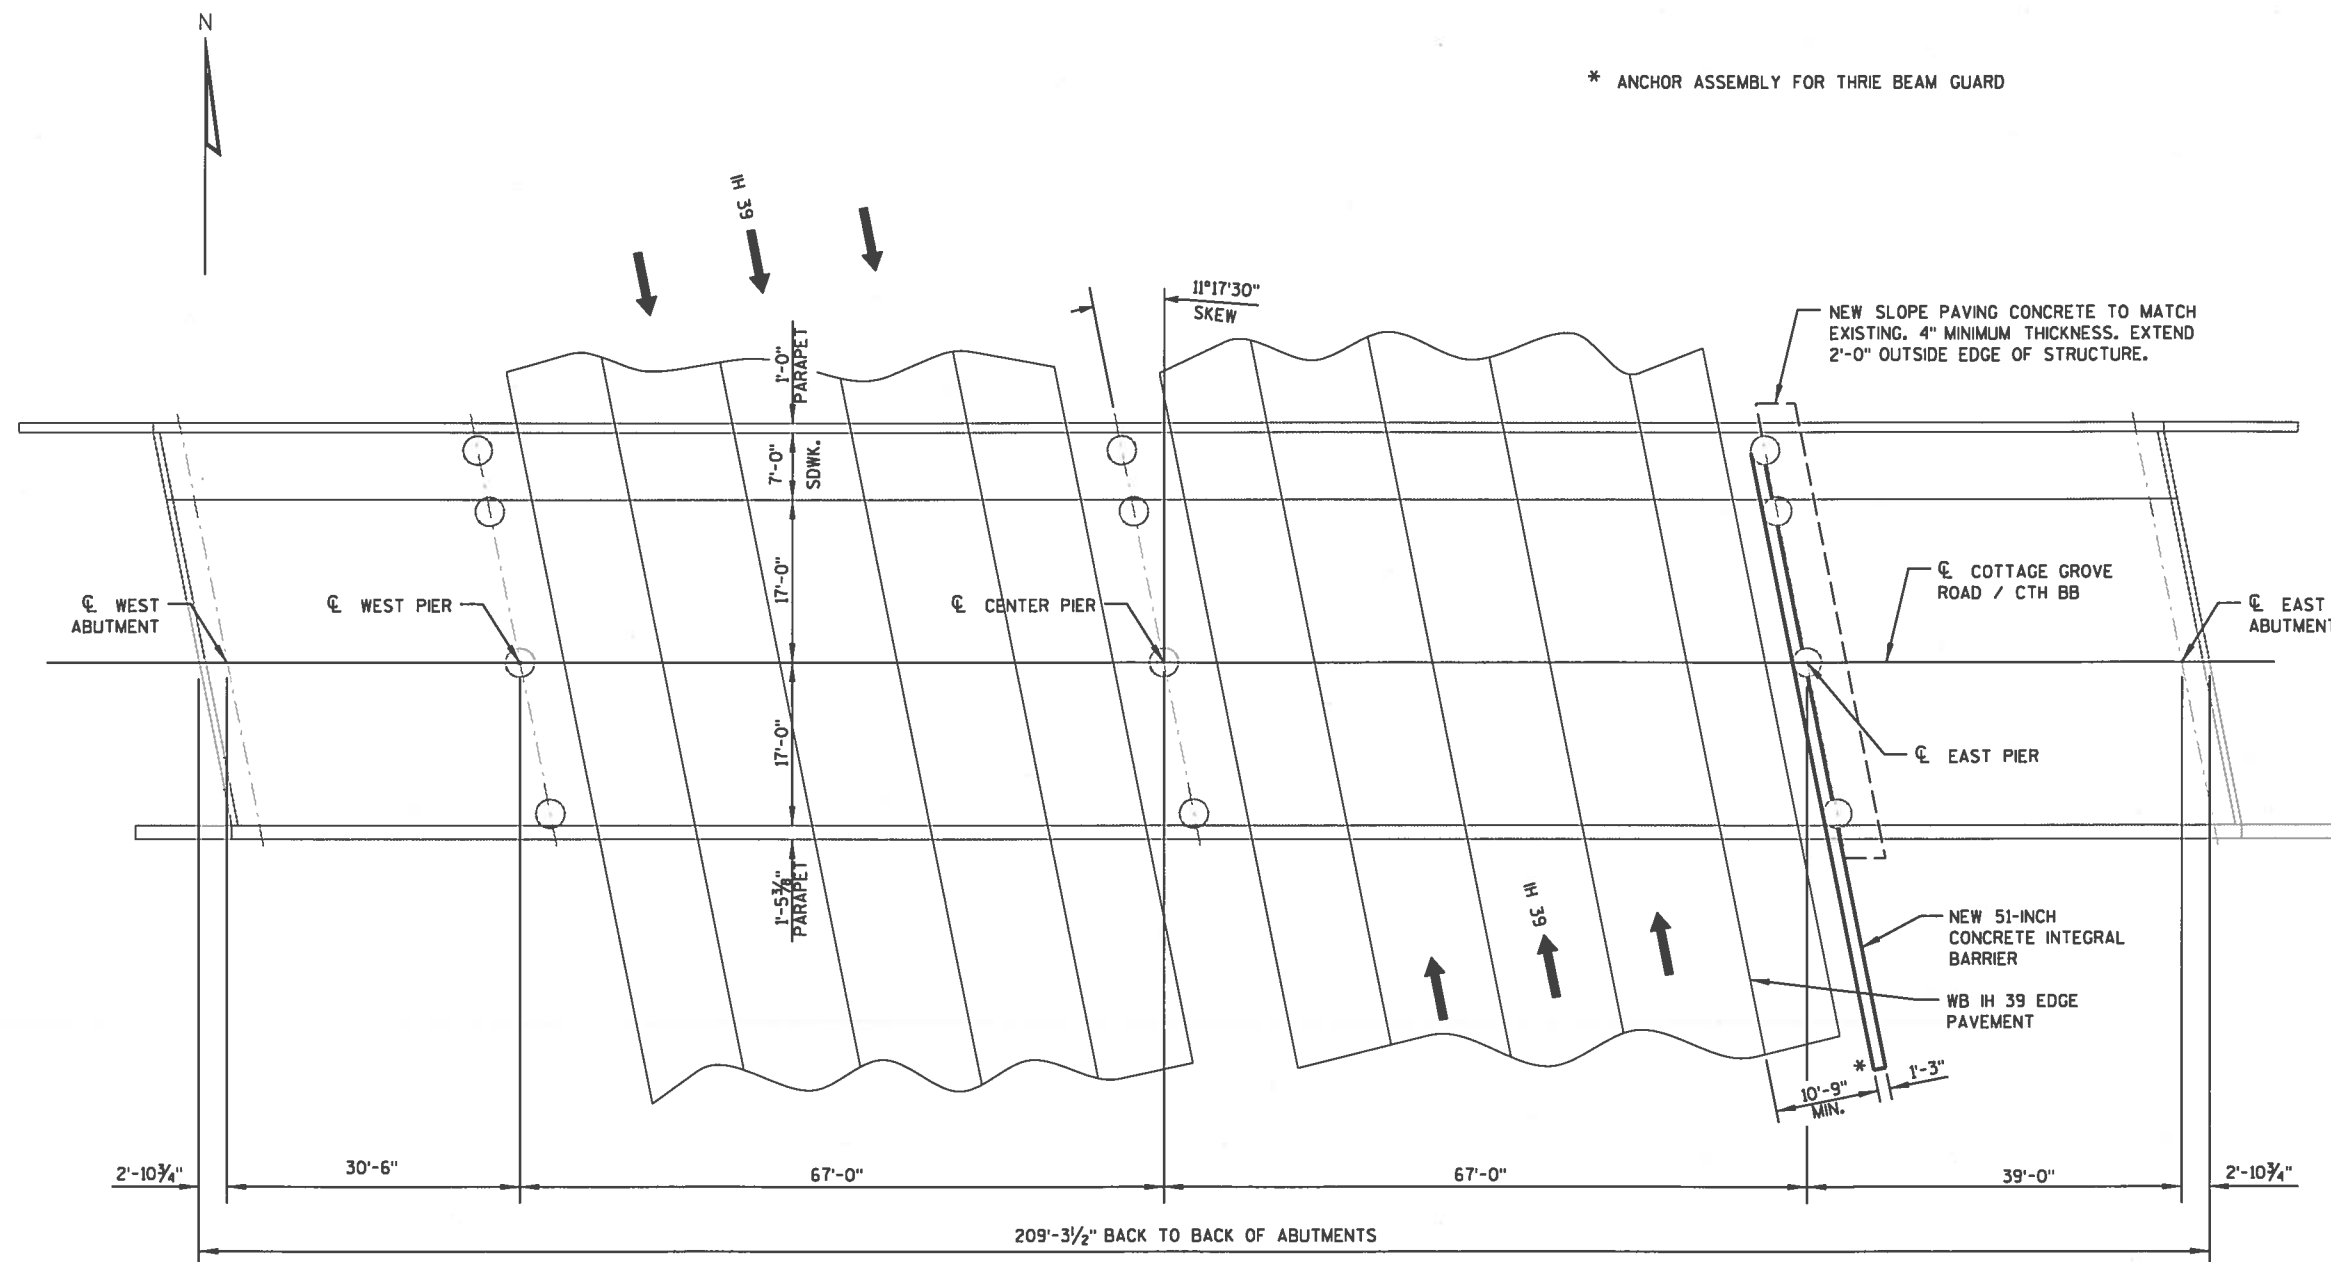 N
* ANCHOR ASSEMBLY FOR THRIE BEAM GUARD
IH 39
1'-0"
PARAPET
11°17'30"
SKEW
NEW SLOPE PAVING CONCRETE TO MATCH
EXISTING. 4" MINIMUM THICKNESS. EXTEND
2'-0" OUTSIDE EDGE OF STRUCTURE.
7'-0"
SDWK.
17'-0"
℄ WEST
ABUTMENT
℄ WEST PIER
℄ CENTER PIER
℄ COTTAGE GROVE
ROAD / CTH BB
℄ EAST
ABUTMENT
17'-0"
℄ EAST PIER
1'-5⅜"
PARAPET
IH 39
NEW 51-INCH
CONCRETE INTEGRAL
BARRIER
WB IH 39 EDGE
PAVEMENT
*
1'-3"
10'-9"
MIN.
2'-10¾"
30'-6"
67'-0"
67'-0"
39'-0"
2'-10¾"
209'-3½" BACK TO BACK OF ABUTMENTS